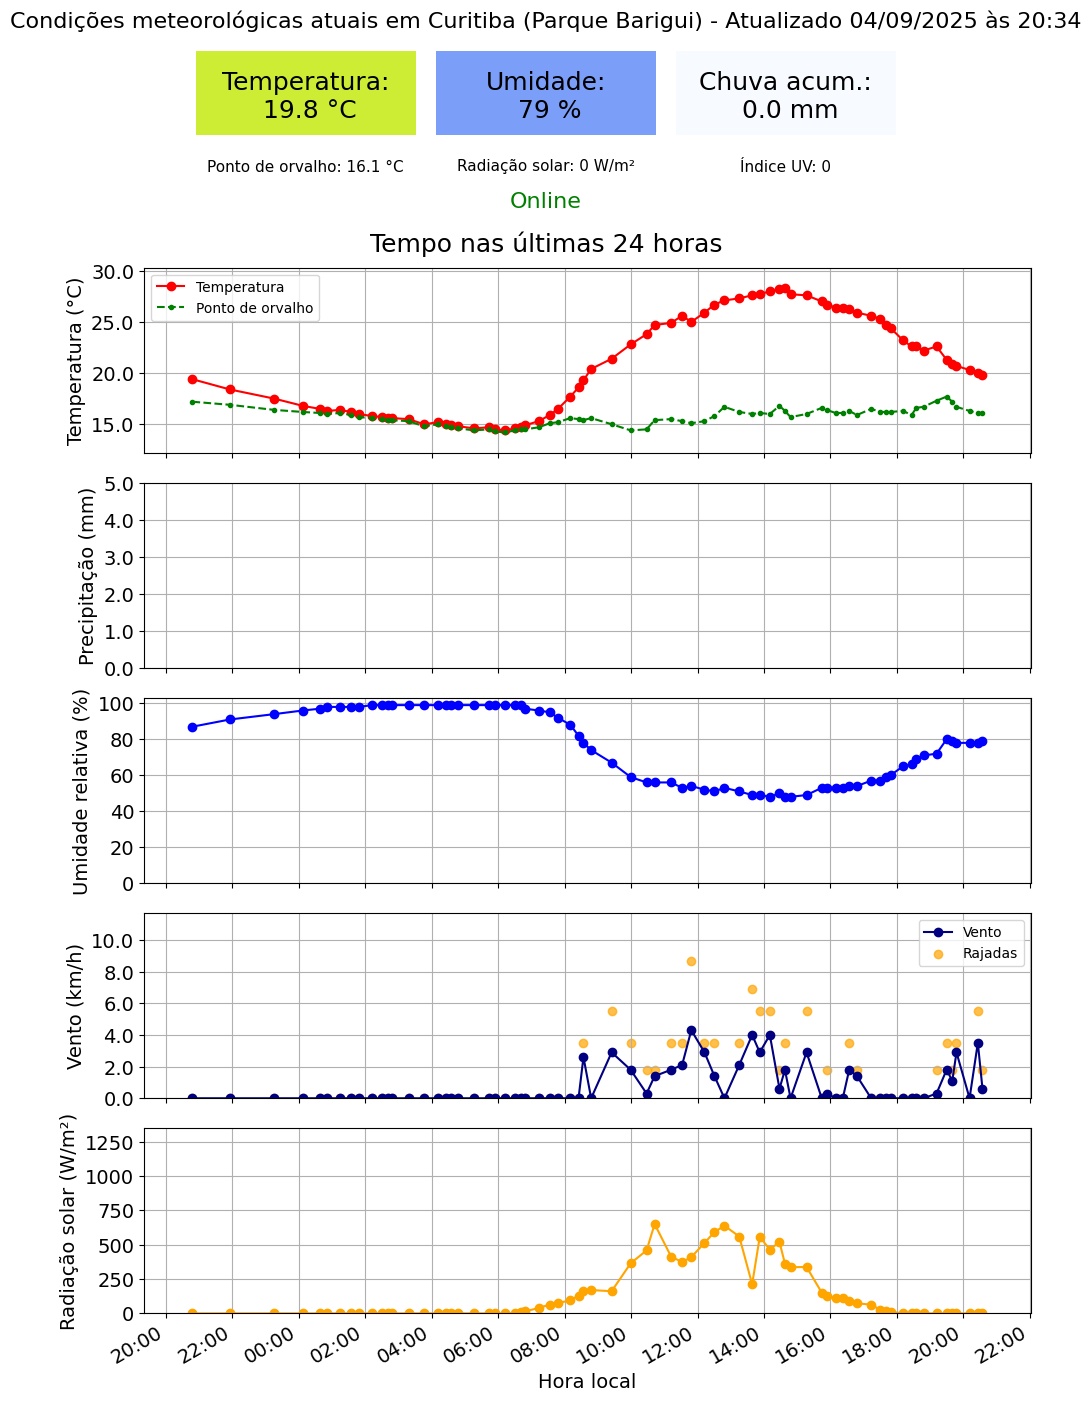 Condições meteorológicas atuais em Curitiba (Parque Barigui) - Atualizado 04/09/2025 às 20:34
Temperatura:
19.8 °C
Umidade:
79 %
Chuva acum.:
0.0 mm
Ponto de orvalho: 16.1 °C
Radiação solar: 0 W/m²
Índice UV: 0
Online
Tempo nas últimas 24 horas
Temperatura (°C)
30.0
25.0
20.0
15.0
Temperatura
Ponto de orvalho
Precipitação (mm)
5.0
4.0
3.0
2.0
1.0
0.0
Umidade relativa (%)
100
80
60
40
20
0
Vento (km/h)
10.0
8.0
6.0
4.0
2.0
0.0
Vento
Rajadas
Radiação solar (W/m²)
1250
1000
750
500
250
0
20:00
22:00
00:00
02:00
04:00
06:00
08:00
10:00
12:00
14:00
16:00
18:00
20:00
22:00
Hora local